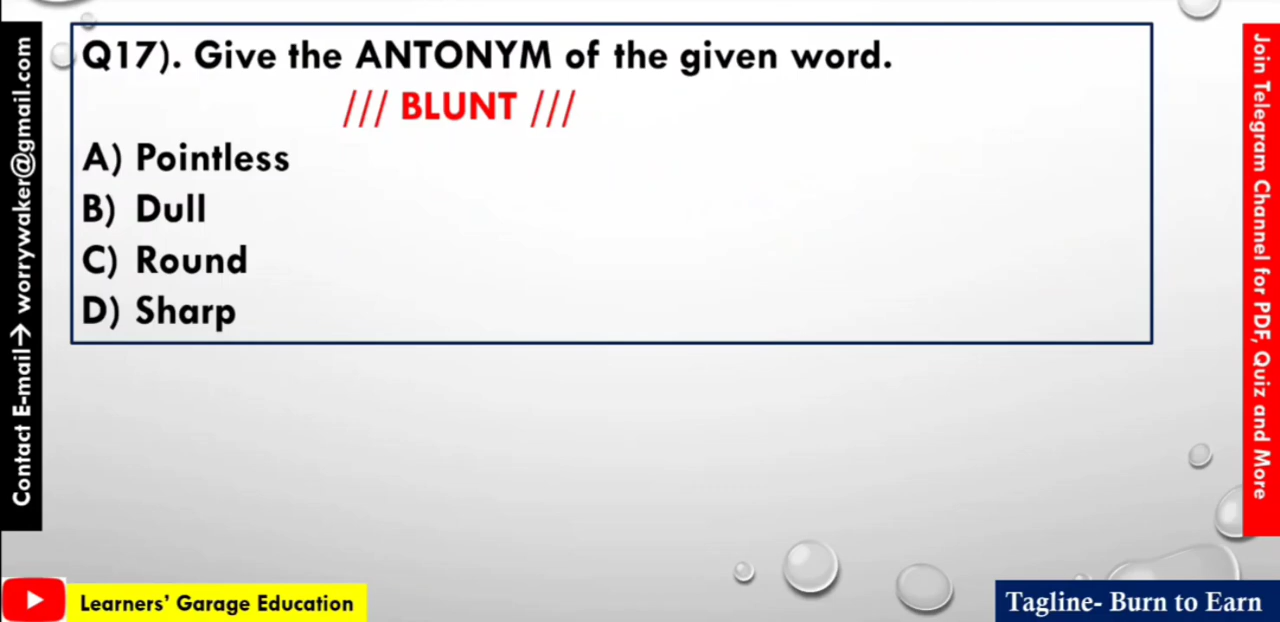 Q17). Give the ANTONYM of the given word.
/// BLUNT ///
A) Pointless
B) Dull
C) Round
D) Sharp
Contact E-mail→ worrywaker@gmail.com
Join Telegram Channel for PDF, Quiz and More
Learners’ Garage Education
Tagline- Burn to Earn